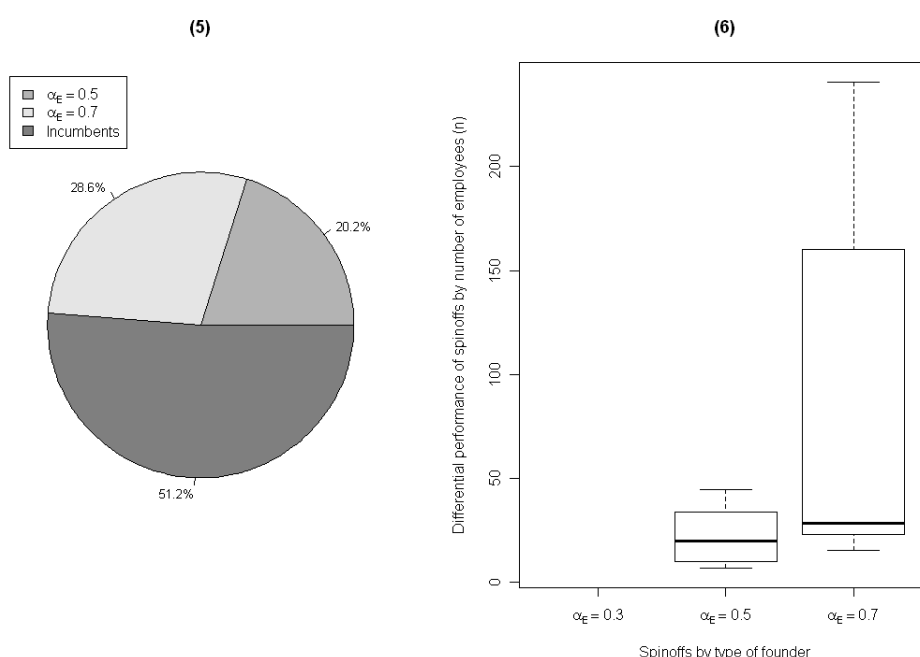 (5)
αE = 0.5
αE = 0.7
Incumbents
28.6%
20.2%
51.2%
(6)
Differential performance of spinoffs by number of employees (n)
200
150
100
50
0
αE = 0.3
αE = 0.5
αE = 0.7
Spinoffs by type of founder